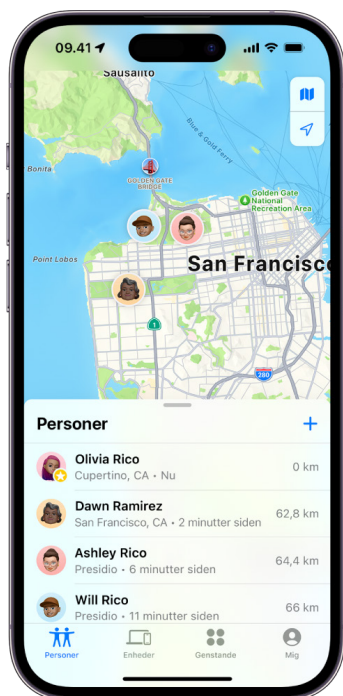 09.41
Sausalito
Blue & Gold Ferry
Bonita
GOLDEN GATE
BRIDGE
Golden Gate
National
Recreation Area
Point Lobos
San Francisco
1
280
Personer
Olivia Rico
Cupertino, CA • Nu
0 km
Dawn Ramirez
San Francisco, CA • 2 minutter siden
62,8 km
Ashley Rico
Presidio • 6 minutter siden
64,4 km
Will Rico
Presidio • 11 minutter siden
66 km
Personer
Enheder
Genstande
Mig